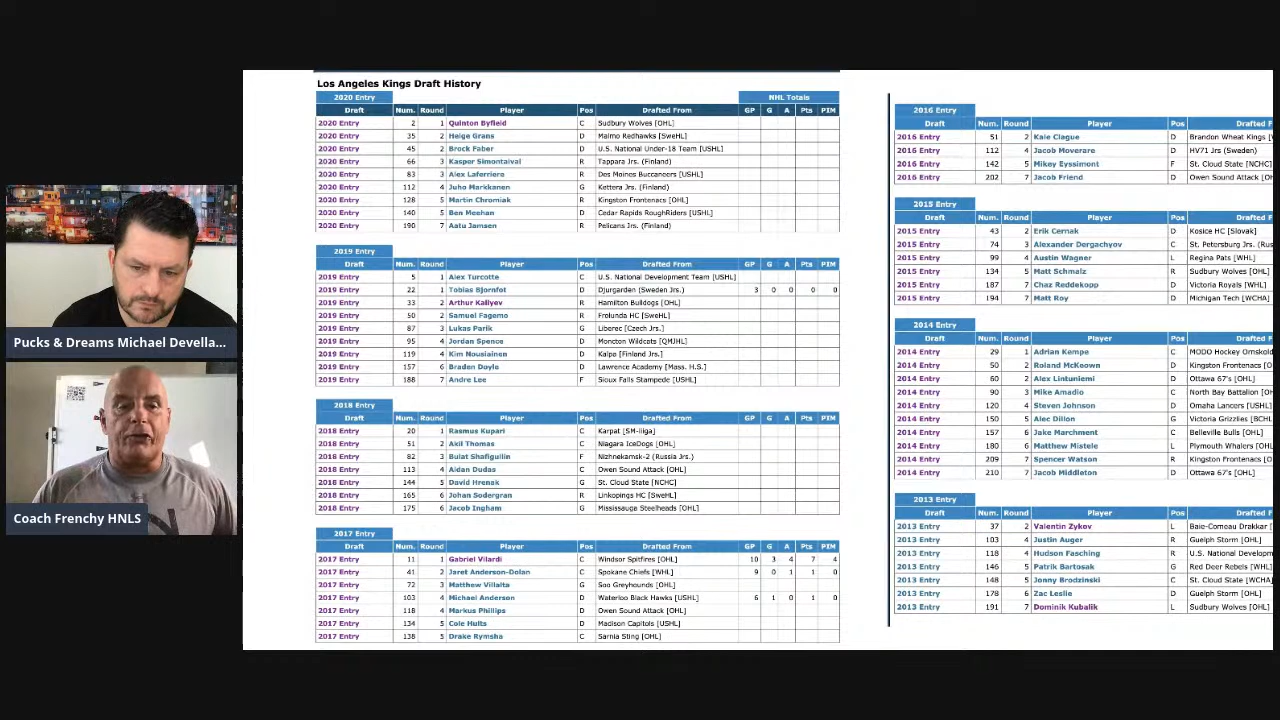 Los Angeles Kings Draft History
2020 Entry NHL Totals
Draft Num. Round Player Pos Drafted From GP G A Pts PIM
2020 Entry 2 1 Quinton Byfield C Sudbury Wolves [OHL]
2020 Entry 35 2 Helge Grans D Malmo Redhawks [SweHL]
2020 Entry 45 2 Brock Faber D U.S. National Under-18 Team [USHL]
2020 Entry 66 3 Kasper Simontaival R Tappara Jrs. (Finland)
2020 Entry 83 3 Alex Laferriere R Des Moines Buccaneers [USHL]
2020 Entry 112 4 Juho Markkanen G Kettera Jrs. (Finland)
2020 Entry 128 5 Martin Chromiak R Kingston Frontenacs [OHL]
2020 Entry 140 5 Ben Meehan D Cedar Rapids RoughRiders [USHL]
2020 Entry 190 7 Aatu Jamsen R Pelicans Jrs. (Finland)
2019 Entry
Draft Num. Round Player Pos Drafted From GP G A Pts PIM
2019 Entry 5 1 Alex Turcotte C U.S. National Development Team [USHL]
2019 Entry 22 1 Tobias Bjornfot D Djurgarden (Sweden Jrs.) 3 0 0 0 0
2019 Entry 33 2 Arthur Kaliyev R Hamilton Bulldogs [OHL]
2019 Entry 50 2 Samuel Fagemo R Frolunda HC [SweHL]
2019 Entry 87 3 Lukas Parik G Liberec [Czech Jrs.]
2019 Entry 95 4 Jordan Spence D Moncton Wildcats [QMJHL]
2019 Entry 119 4 Kim Nousiainen D Kalpa [Finland Jrs.]
2019 Entry 157 6 Braden Doyle D Lawrence Academy [Mass. H.S.]
2019 Entry 188 7 Andre Lee F Sioux Falls Stampede [USHL]
2018 Entry
Draft Num. Round Player Pos Drafted From GP G A Pts PIM
2018 Entry 20 1 Rasmus Kupari C Karpat [SM-liiga]
2018 Entry 51 2 Akil Thomas C Niagara IceDogs [OHL]
2018 Entry 82 3 Bulat Shafigullin F Nizhnekamsk-2 (Russia Jrs.)
2018 Entry 113 4 Aidan Dudas C Owen Sound Attack [OHL]
2018 Entry 144 5 David Hrenak G St. Cloud State [NCHC]
2018 Entry 165 6 Johan Sodergran R Linkopings HC [SweHL]
2018 Entry 175 6 Jacob Ingham G Mississauga Steelheads [OHL]
2017 Entry
Draft Num. Round Player Pos Drafted From GP G A Pts PIM
2017 Entry 11 1 Gabriel Vilardi C Windsor Spitfires [OHL] 10 3 4 7 4
2017 Entry 41 2 Jaret Anderson-Dolan C Spokane Chiefs [WHL] 9 0 1 1 0
2017 Entry 72 3 Matthew Villalta G Soo Greyhounds [OHL]
2017 Entry 103 4 Michael Anderson D Waterloo Black Hawks [USHL] 6 1 0 1 0
2017 Entry 118 4 Markus Phillips D Owen Sound Attack [OHL]
2017 Entry 134 5 Cole Hults D Madison Capitols [USHL]
2017 Entry 138 5 Drake Rymsha C Sarnia Sting [OHL]
2016 Entry
Draft Num. Round Player Pos Drafted F
2016 Entry 51 2 Kale Clague D Brandon Wheat Kings [
2016 Entry 112 4 Jacob Moverare D HV71 Jrs (Sweden)
2016 Entry 142 5 Mikey Eyssimont F St. Cloud State [NCHC]
2016 Entry 202 7 Jacob Friend D Owen Sound Attack [OH
2015 Entry
Draft Num. Round Player Pos Drafted F
2015 Entry 43 2 Erik Cernak D Kosice HC [Slovak]
2015 Entry 74 3 Alexander Dergachyov C St. Petersburg Jrs. (Rus
2015 Entry 99 4 Austin Wagner L Regina Pats [WHL]
2015 Entry 134 5 Matt Schmalz R Sudbury Wolves [OHL]
2015 Entry 187 7 Chaz Reddekopp D Victoria Royals [WHL]
2015 Entry 194 7 Matt Roy D Michigan Tech [WCHA]
2014 Entry
Draft Num. Round Player Pos Drafted F
2014 Entry 29 1 Adrian Kempe C MODO Hockey Ornskold
2014 Entry 50 2 Roland McKeown D Kingston Frontenacs [O
2014 Entry 60 2 Alex Lintuniemi D Ottawa 67's [OHL]
2014 Entry 90 3 Mike Amadio C North Bay Battalion [OH
2014 Entry 120 4 Steven Johnson D Omaha Lancers [USHL]
2014 Entry 150 5 Alec Dillon G Victoria Grizzlies [BCHL
2014 Entry 157 6 Jake Marchment C Belleville Bulls [OHL]
2014 Entry 180 6 Matthew Mistele L Plymouth Whalers [OHL
2014 Entry 209 7 Spencer Watson R Kingston Frontenacs [O
2014 Entry 210 7 Jacob Middleton D Ottawa 67's [OHL]
2013 Entry
Draft Num. Round Player Pos Drafted F
2013 Entry 37 2 Valentin Zykov L Baie-Comeau Drakkar [
2013 Entry 103 4 Justin Auger R Guelph Storm [OHL]
2013 Entry 118 4 Hudson Fasching R U.S. National Developm
2013 Entry 146 5 Patrik Bartosak G Red Deer Rebels [WHL]
2013 Entry 148 5 Jonny Brodzinski C St. Cloud State [WCHA]
2013 Entry 178 6 Zac Leslie D Guelph Storm [OHL]
2013 Entry 191 7 Dominik Kubalik L Sudbury Wolves [OHL]
Pucks & Dreams Michael Devella...
Coach Frenchy HNLS